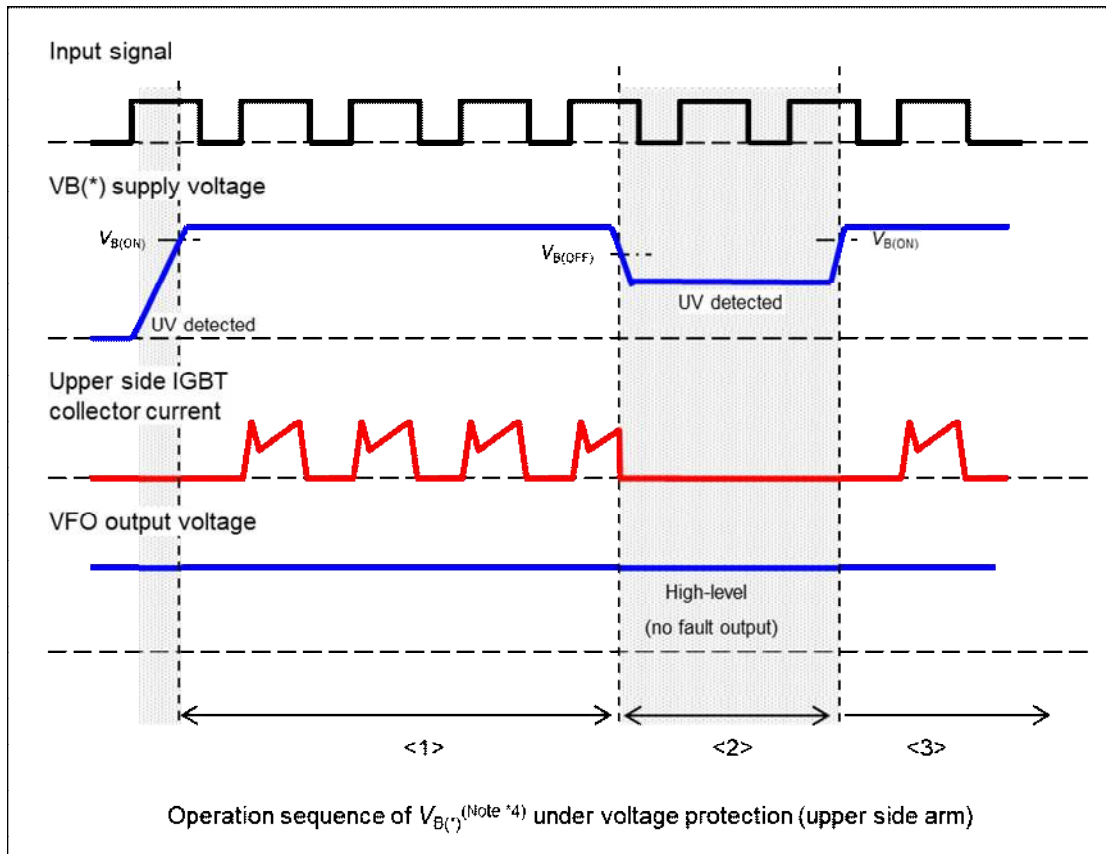 Input signal
VB(*) supply voltage
VB(ON)
VB(OFF)
VB(ON)
UV detected
UV detected
Upper side IGBT
collector current
VFO output voltage
High-level
(no fault output)
<1>
<2>
<3>
Operation sequence of VB(*)(Note *4) under voltage protection (upper side arm)